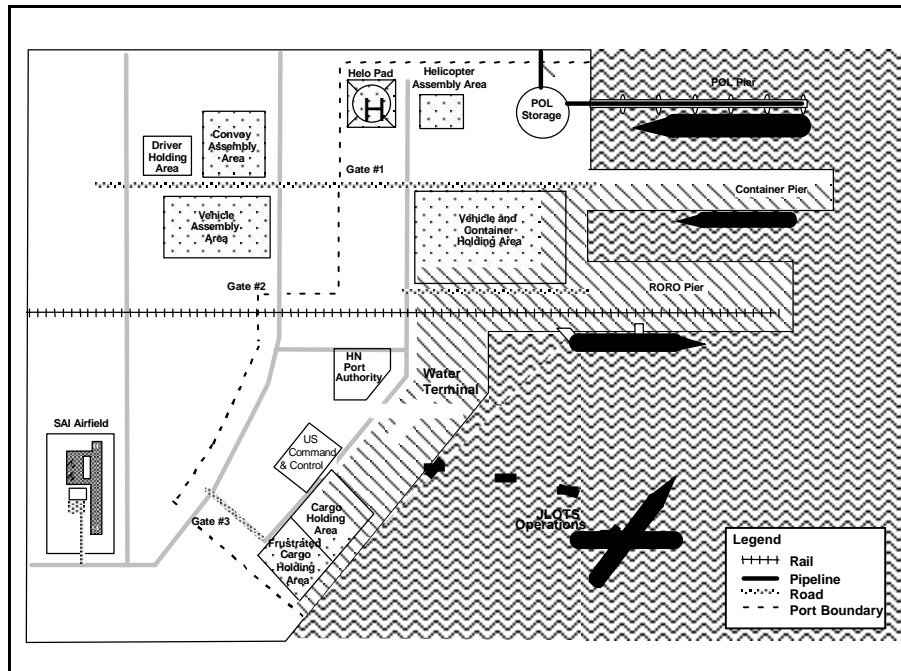 Helo Pad
H
Helicopter
Assembly Area
POL Pier
POL
Storage
Driver
Holding
Area
Convoy
Assembly
Area
Gate #1
Container Pier
Vehicle
Assembly
Area
Vehicle and
Container
Holding Area
Gate #2
RORO Pier
HN
Port
Authority
Water
Terminal
SAI Airfield
US
Command
& Control
Cargo
Holding
Area
Gate #3
Frustrated
Cargo
Holding
Area
JLOTS
Operations
Legend
Rail
Pipeline
Road
Port Boundary